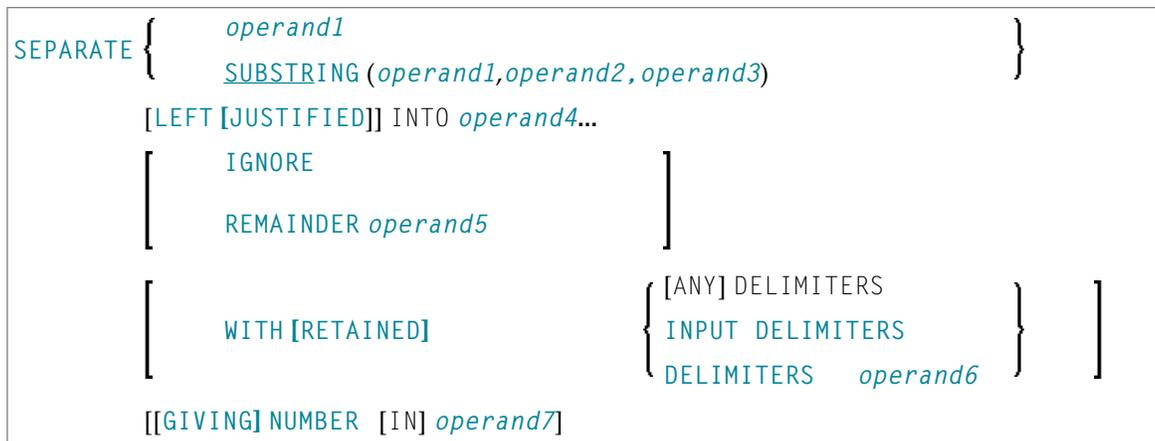 operand1
SEPARATE {
SUBSTRING (operand1,operand2,operand3) }
[LEFT [JUSTIFIED]] INTO operand4...
[ IGNORE
REMAINDER operand5 ]
[ WITH [RETAINED] { [ANY] DELIMITERS
INPUT DELIMITERS
DELIMITERS operand6 } ]
[[GIVING] NUMBER [IN] operand7]